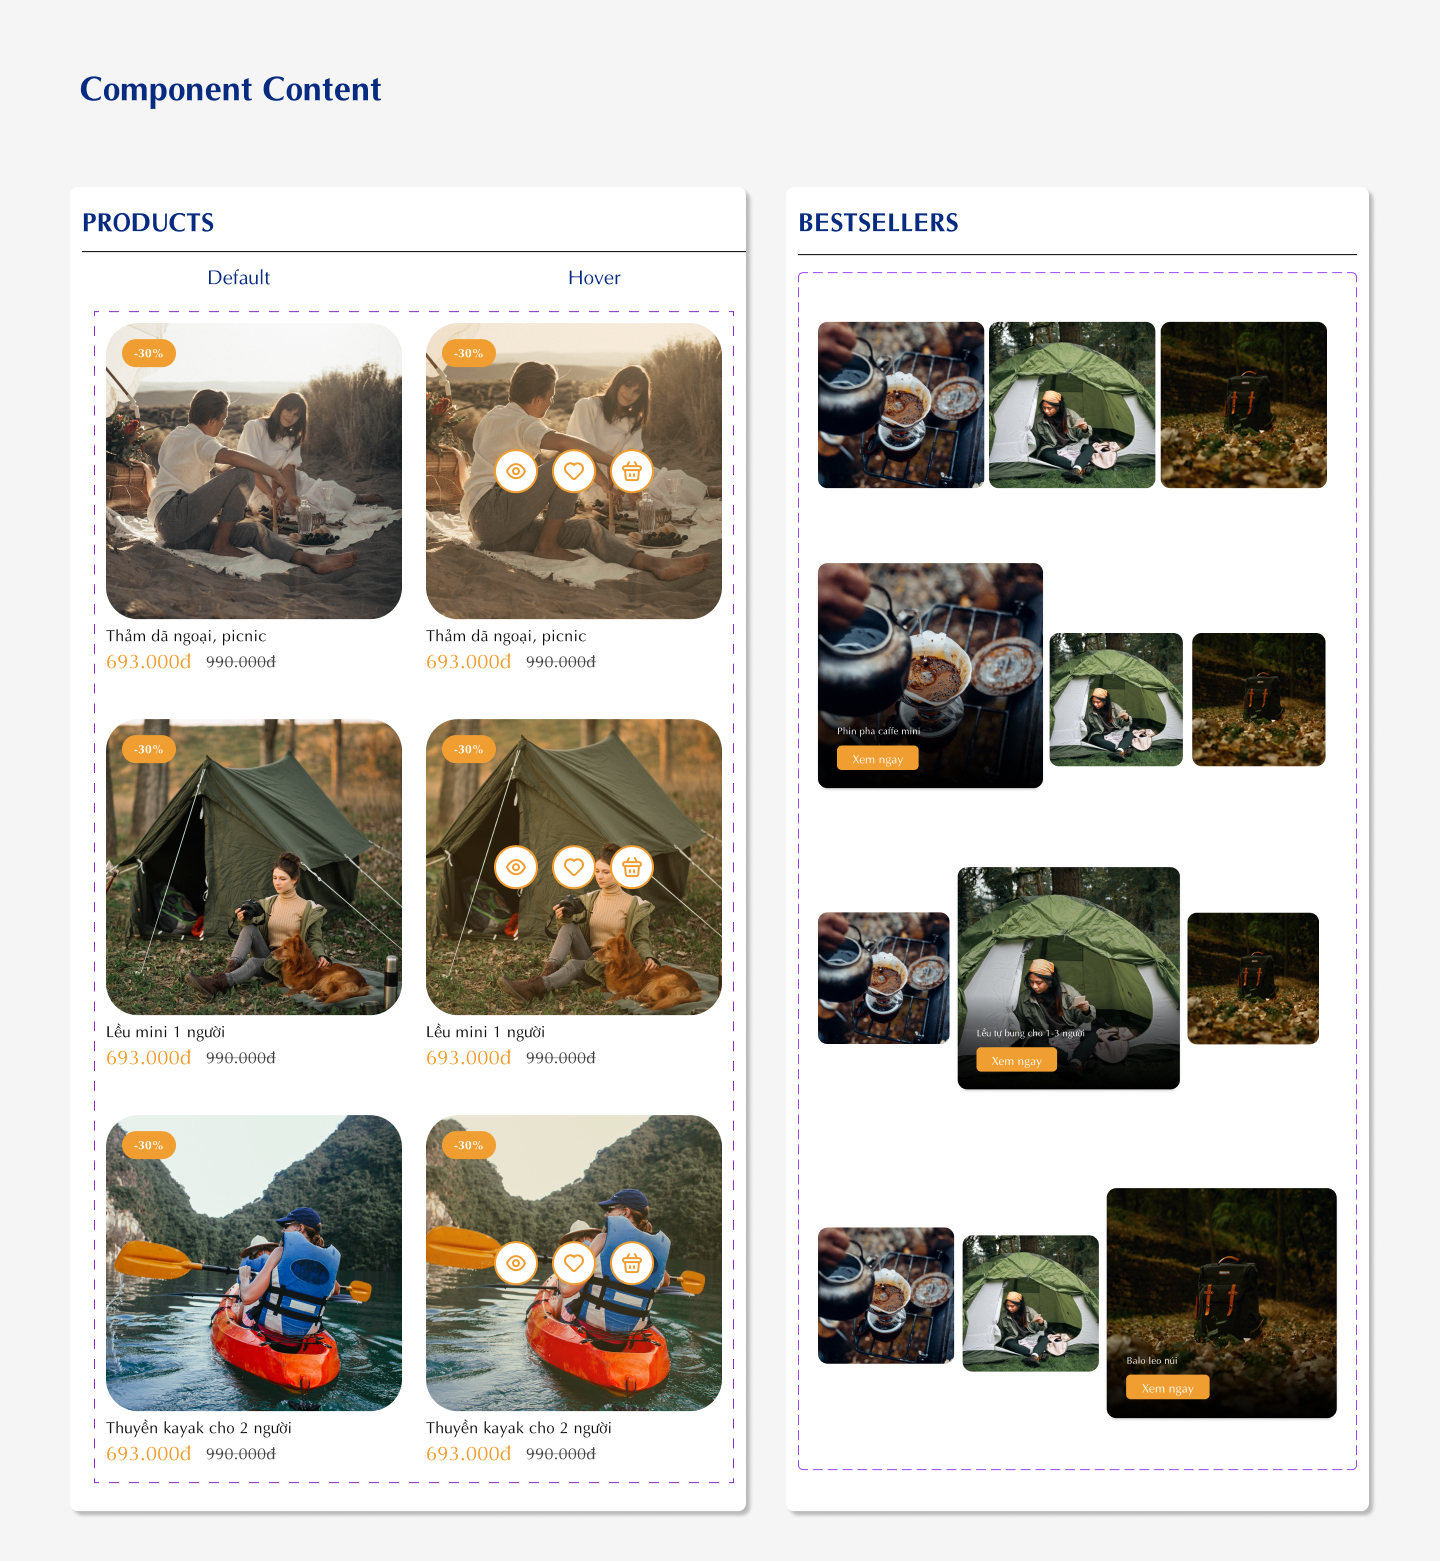 Component Content
PRODUCTS
Default
Hover
-30%
-30%
Thảm dã ngoại, picnic
693.000đ 990.000đ
Thảm dã ngoại, picnic
693.000đ 990.000đ
-30%
-30%
Lều mini 1 người
693.000đ 990.000đ
Lều mini 1 người
693.000đ 990.000đ
-30%
-30%
Thuyền kayak cho 2 người
693.000đ 990.000đ
Thuyền kayak cho 2 người
693.000đ 990.000đ
BESTSELLERS
Phin pha caffe mini
Xem ngay
Lều tự bung cho 1-3 người
Xem ngay
Balo leo núi
Xem ngay